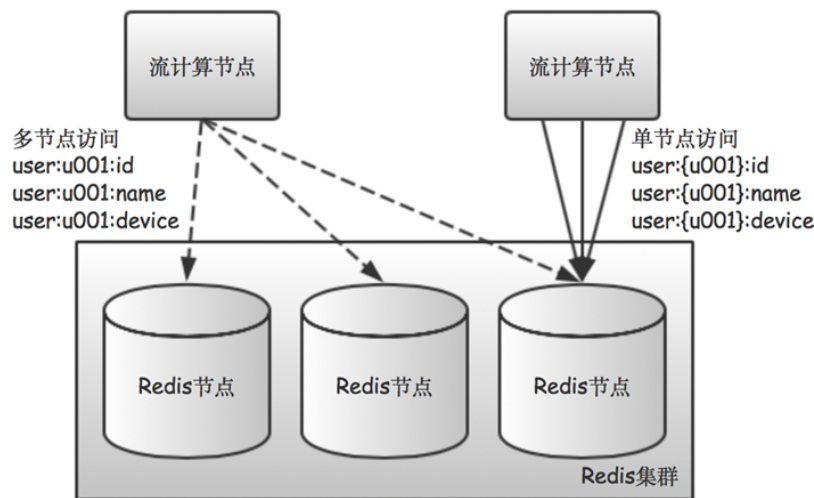 流计算节点
流计算节点
多节点访问
user:u001:id
user:u001:name
user:u001:device
单节点访问
user:{u001}:id
user:{u001}:name
user:{u001}:device
Redis节点
Redis节点
Redis节点
Redis集群